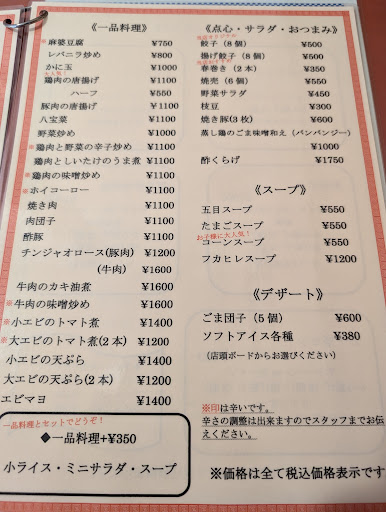 《一品料理》
※麻婆豆腐 ¥750
レバニラ炒め ¥800
かに玉 ¥1000
大人気！
鶏肉の唐揚げ ¥1100
ハーフ ¥550
豚肉の唐揚げ ¥1100
八宝菜 ¥1100
野菜炒め ¥1000
※鶏肉と野菜の辛子炒め ¥1100
鶏肉としいたけのうま煮 ¥1100
※鶏肉の味噌炒め ¥1100
※ホイコーロー ¥1100
焼き肉 ¥1100
肉団子 ¥1100
酢豚 ¥1100
チンジャオロース(豚肉) ¥1200
(牛肉) ¥1600
牛肉のカキ油煮 ¥1600
※牛肉の味噌炒め ¥1600
※小エビのトマト煮 ¥1400
※大エビのトマト煮(2本) ¥1200
小エビの天ぷら ¥1400
大エビの天ぷら(2本) ¥1200
エビマヨ ¥1400
一品料理とセットでどうぞ！
◆一品料理+¥350
小ライス・ミニサラダ・スープ
《点心・サラダ・おつまみ》
餃子（8個） ¥500
揚げ餃子（8個） ¥500
春巻き（2本） ¥350
焼売（6個） ¥550
野菜サラダ ¥450
枝豆 ¥300
焼き豚(3枚) ¥600
蒸し鶏のごま味噌和え（バンバンジー）
¥1000
酢くらげ ¥1750
《スープ》
五目スープ ¥550
たまごスープ ¥550
お子様に大人気！
コーンスープ ¥550
フカヒレスープ ¥1200
《デザート》
ごま団子（5個） ¥600
ソフトアイス各種 ¥380
（店頭ボードからお選びください）
※印は辛いです。
辛さの調整は出来ますのでスタッフまでお伝
えください。
※価格は全て税込価格表示です